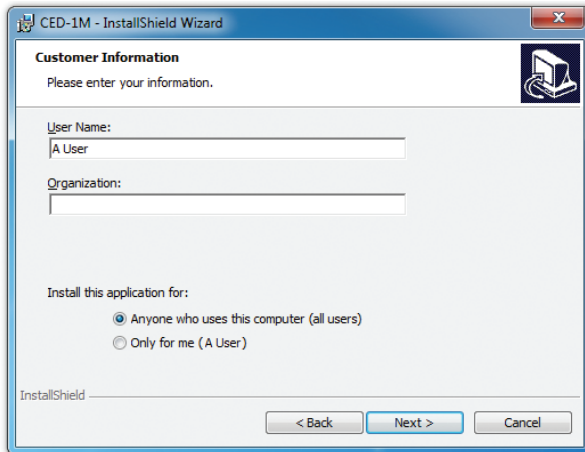 CED-1M - InstallShield Wizard
Customer Information
Please enter your information.
User Name:
A User
Organization:
Install this application for:
Anyone who uses this computer (all users)
Only for me (A User)
InstallShield
< Back
Next >
Cancel